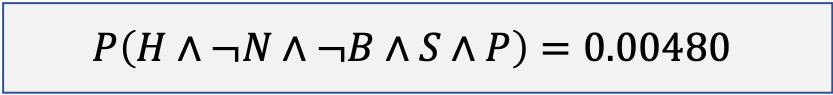 P(H ∧ ¬N ∧ ¬B ∧ S ∧ P) = 0.00480